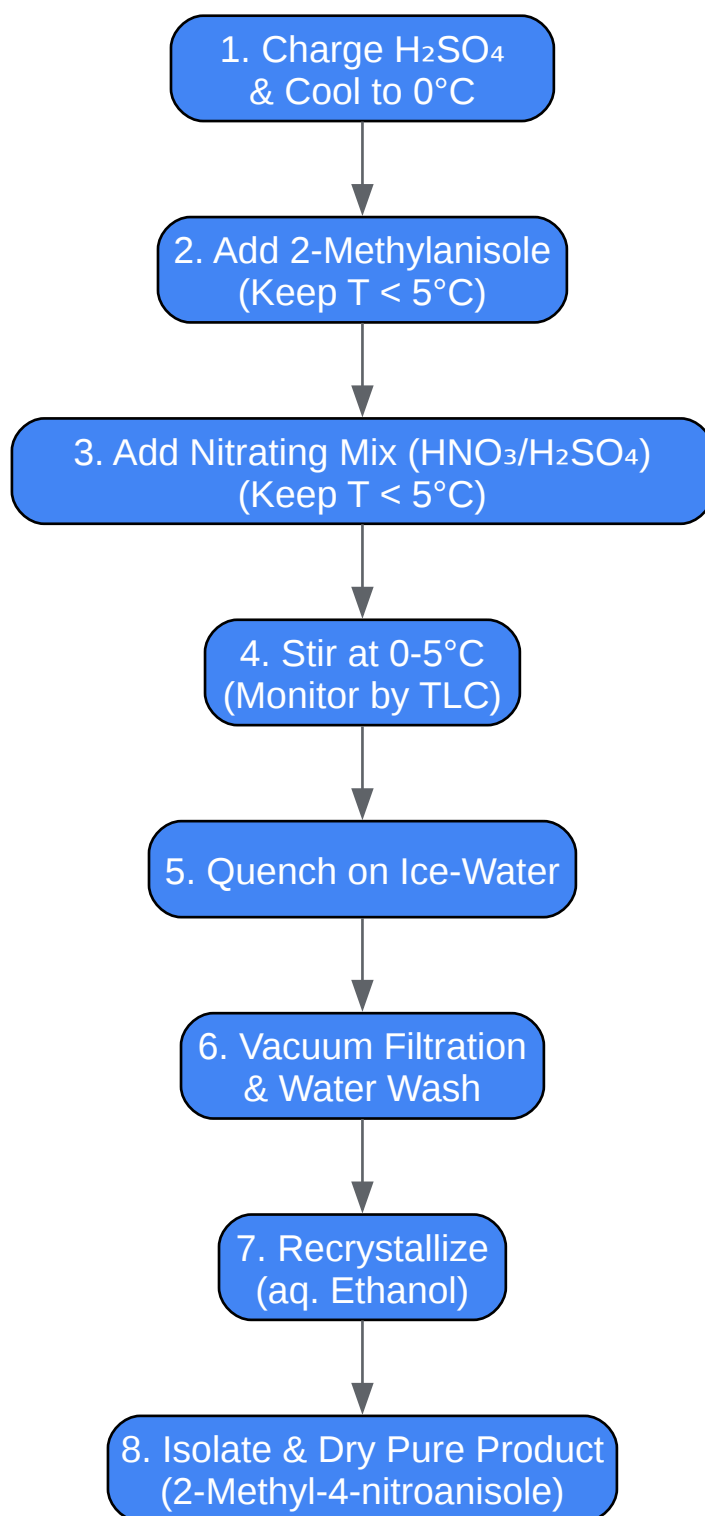 1. Charge H₂SO₄
& Cool to 0°C
2. Add 2-Methylanisole
(Keep T < 5°C)
3. Add Nitrating Mix (HNO₃/H₂SO₄)
(Keep T < 5°C)
4. Stir at 0-5°C
(Monitor by TLC)
5. Quench on Ice-Water
6. Vacuum Filtration
& Water Wash
7. Recrystallize
(aq. Ethanol)
8. Isolate & Dry Pure Product
(2-Methyl-4-nitroanisole)